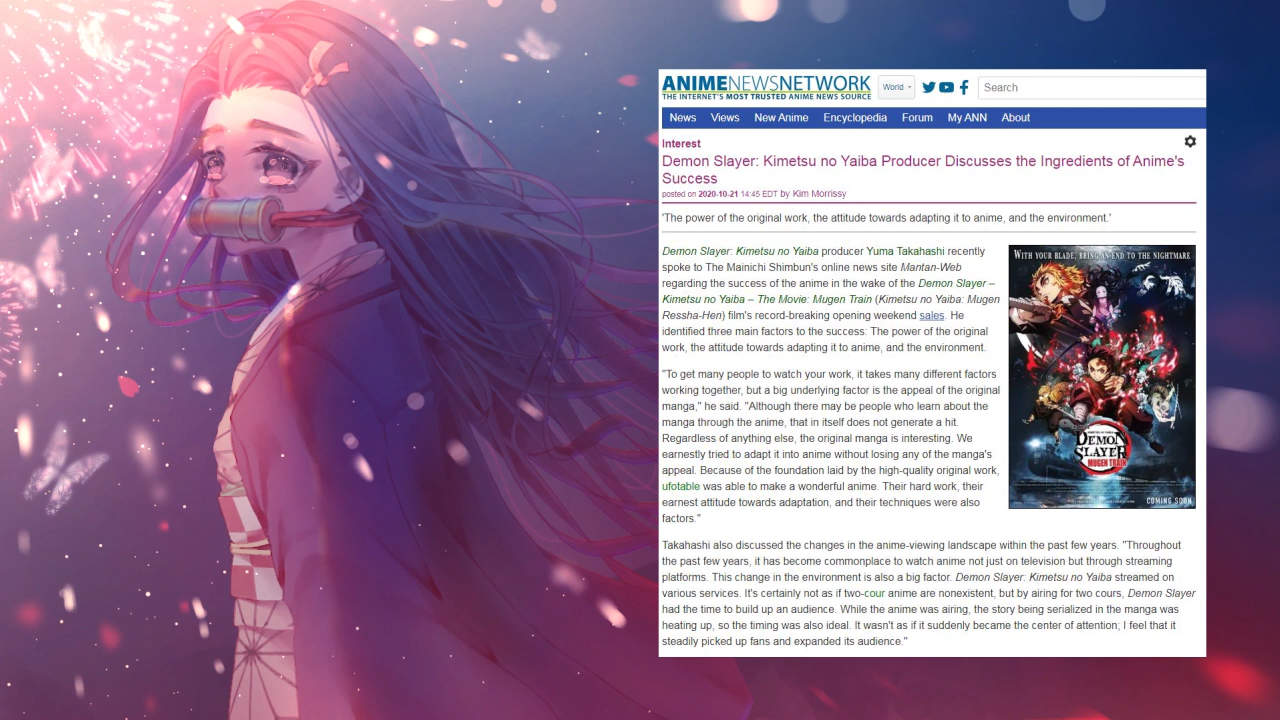 ANIMENEWSNETWORK
THE INTERNET'S MOST TRUSTED ANIME NEWS SOURCE
World
Search
News Views New Anime Encyclopedia Forum My ANN About
Interest
Demon Slayer: Kimetsu no Yaiba Producer Discusses the Ingredients of Anime's
Success
posted on 2020-10-21 14:45 EDT by Kim Morrissy
'The power of the original work, the attitude towards adapting it to anime, and the environment.'
Demon Slayer: Kimetsu no Yaiba producer Yuma Takahashi recently
spoke to The Mainichi Shimbun's online news site Mantan-Web
regarding the success of the anime in the wake of the Demon Slayer –
Kimetsu no Yaiba – The Movie: Mugen Train (Kimetsu no Yaiba: Mugen
Ressha-Hen) film's record-breaking opening weekend sales. He
identified three main factors to the success: The power of the original
work, the attitude towards adapting it to anime, and the environment.
"To get many people to watch your work, it takes many different factors
working together, but a big underlying factor is the appeal of the original
manga," he said. "Although there may be people who learn about the
manga through the anime, that in itself does not generate a hit.
Regardless of anything else, the original manga is interesting. We
earnestly tried to adapt it into anime without losing any of the manga's
appeal. Because of the foundation laid by the high-quality original work,
ufotable was able to make a wonderful anime. Their hard work, their
earnest attitude towards adaptation, and their techniques were also
factors."
WITH YOUR BLADE, BRING AN END TO THE NIGHTMARE
DEMON
SLAYER
MUGEN TRAIN
COMING SOON
Takahashi also discussed the changes in the anime-viewing landscape within the past few years. "Throughout
the past few years, it has become commonplace to watch anime not just on television but through streaming
platforms. This change in the environment is also a big factor. Demon Slayer: Kimetsu no Yaiba streamed on
various services. It's certainly not as if two-cour anime are nonexistent, but by airing for two cours, Demon Slayer
had the time to build up an audience. While the anime was airing, the story being serialized in the manga was
heating up, so the timing was also ideal. It wasn't as if it suddenly became the center of attention; I feel that it
steadily picked up fans and expanded its audience."